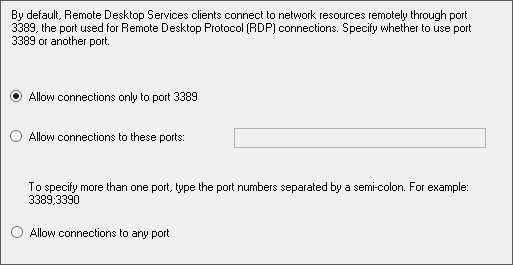 By default, Remote Desktop Services clients connect to network resources remotely through port
3389, the port used for Remote Desktop Protocol (RDP) connections. Specify whether to use port
3389 or another port.
Allow connections only to port 3389
Allow connections to these ports:
To specify more than one port, type the port numbers separated by a semi-colon. For example:
3389;3390
Allow connections to any port